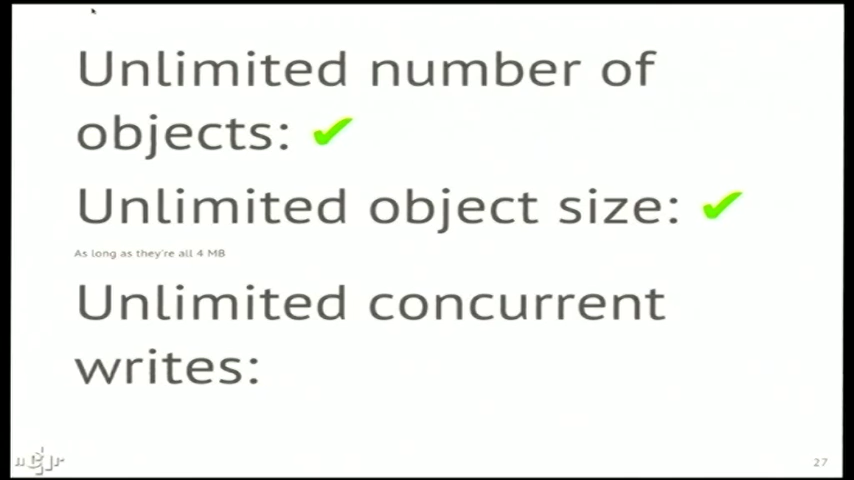 Unlimited number of
objects: ✔
Unlimited object size: ✔
As long as they're all 4 MB
Unlimited concurrent
writes:
27